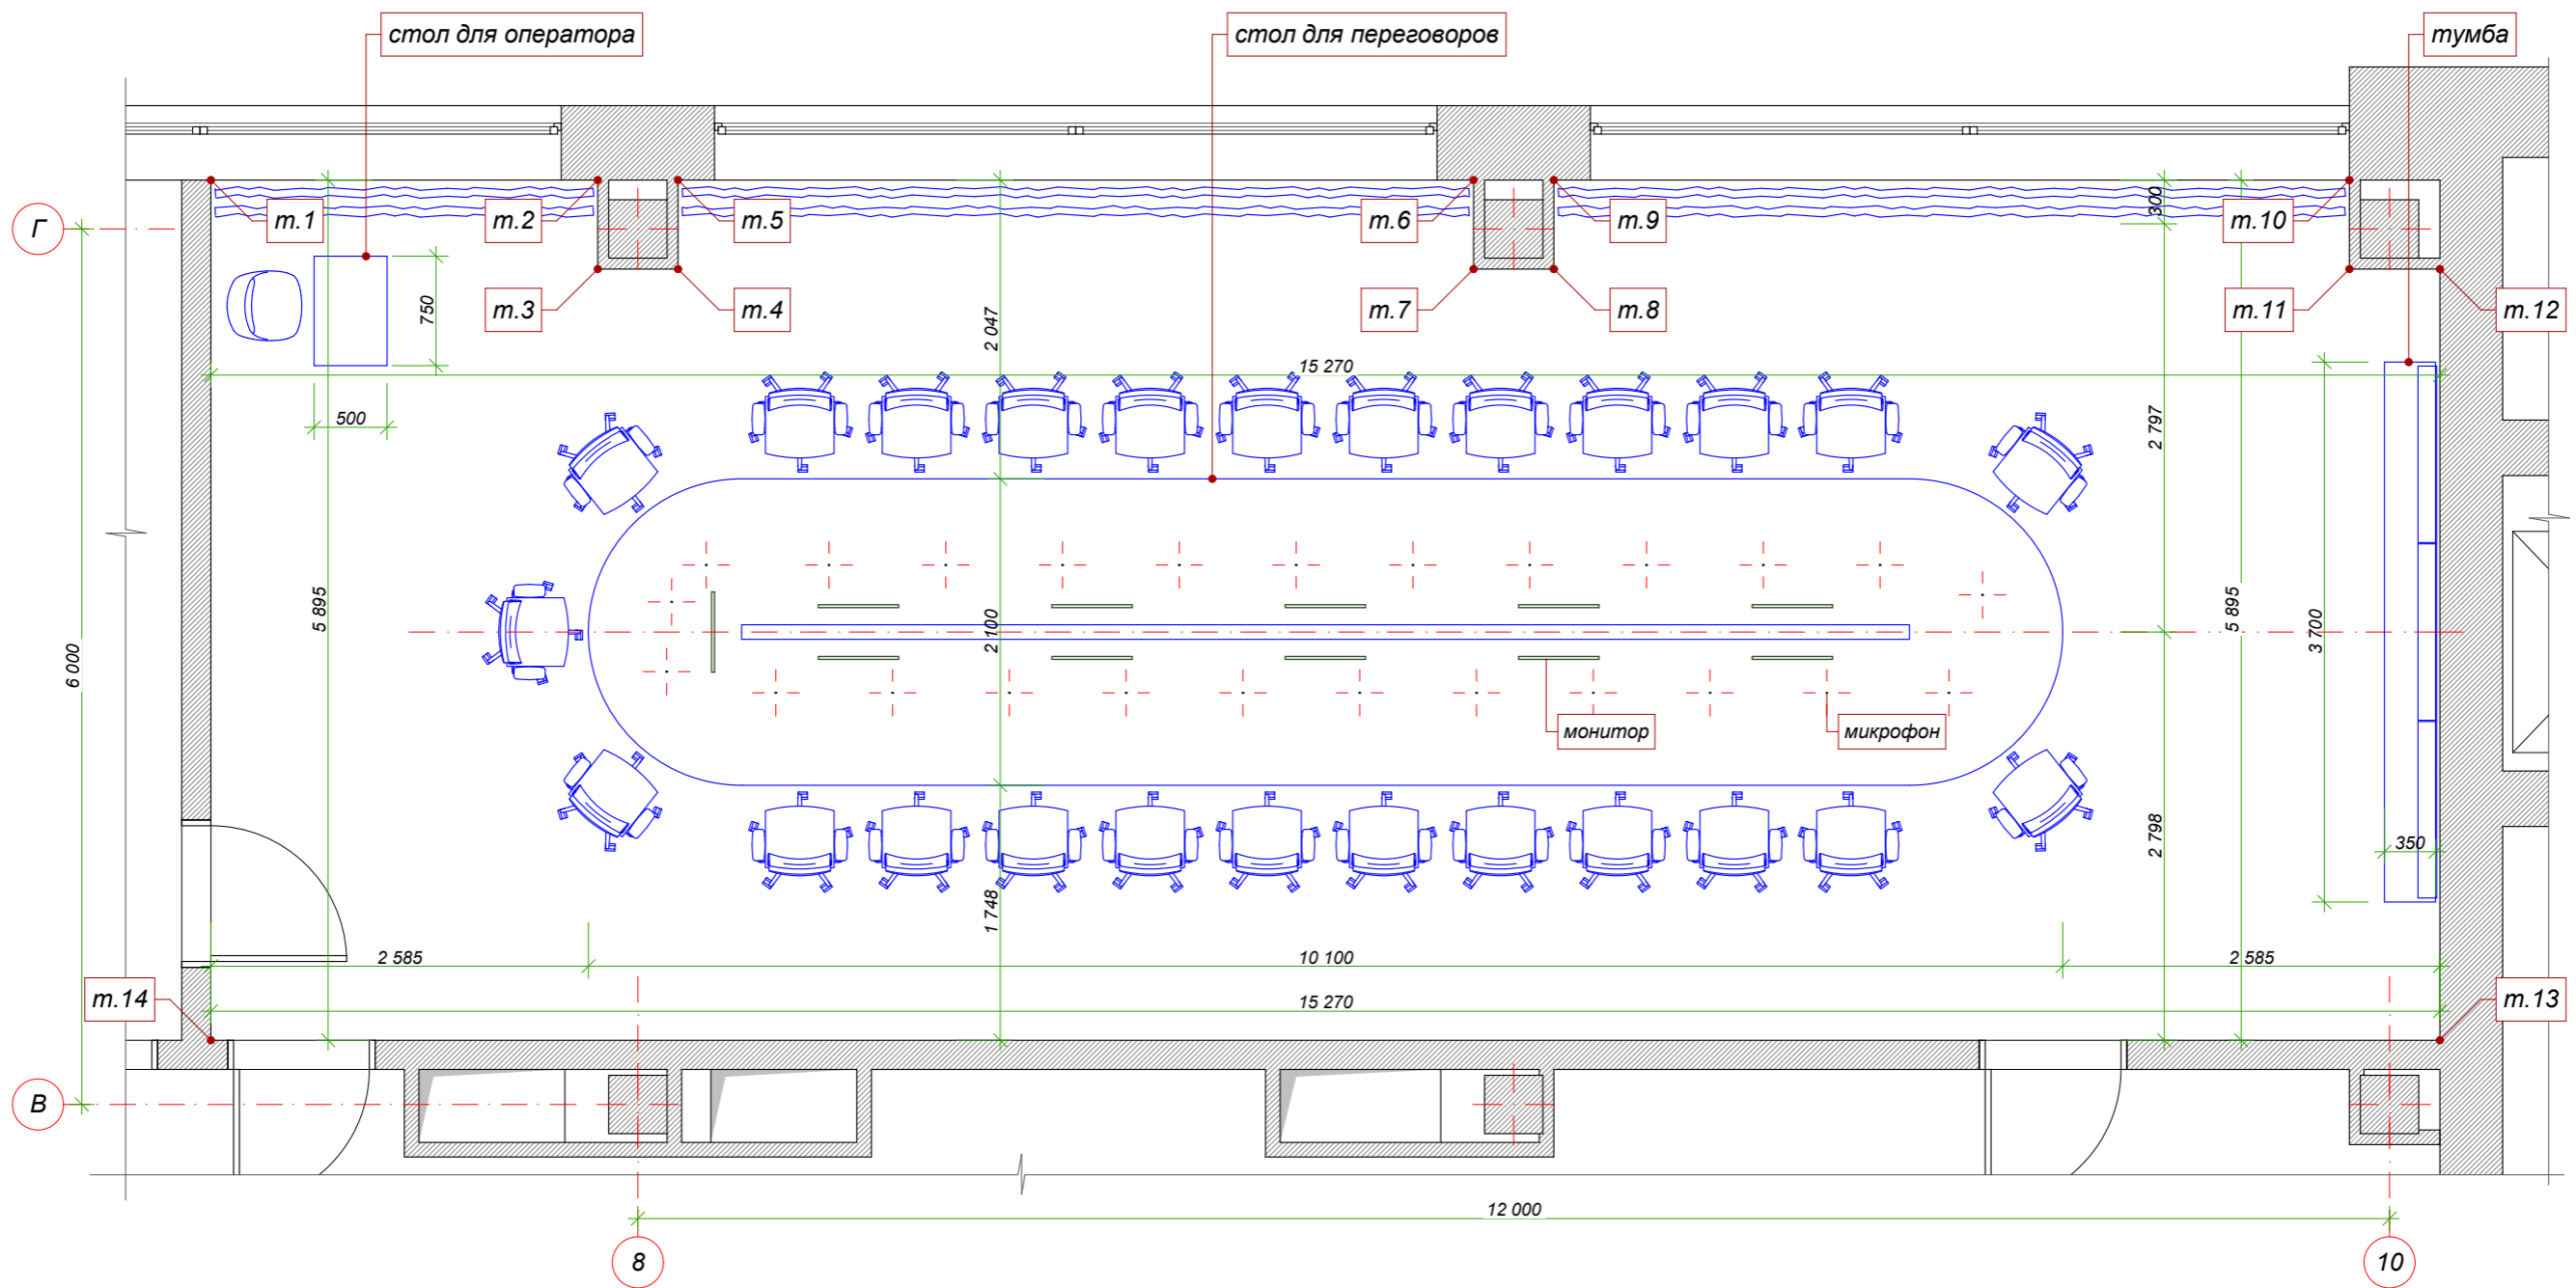 стол для оператора
стол для переговоров
тумба
т.1
т.2
т.5
т.6
т.9
300
т.10
Г
т.3
750
т.4
2 047
т.7
т.8
т.11
т.12
15 270
500
2 797
5 895
5 895
6 000
2 100
3 700
монитор
микрофон
2 798
350
1 748
2 585
10 100
2 585
т.14
15 270
т.13
В
12 000
8
10